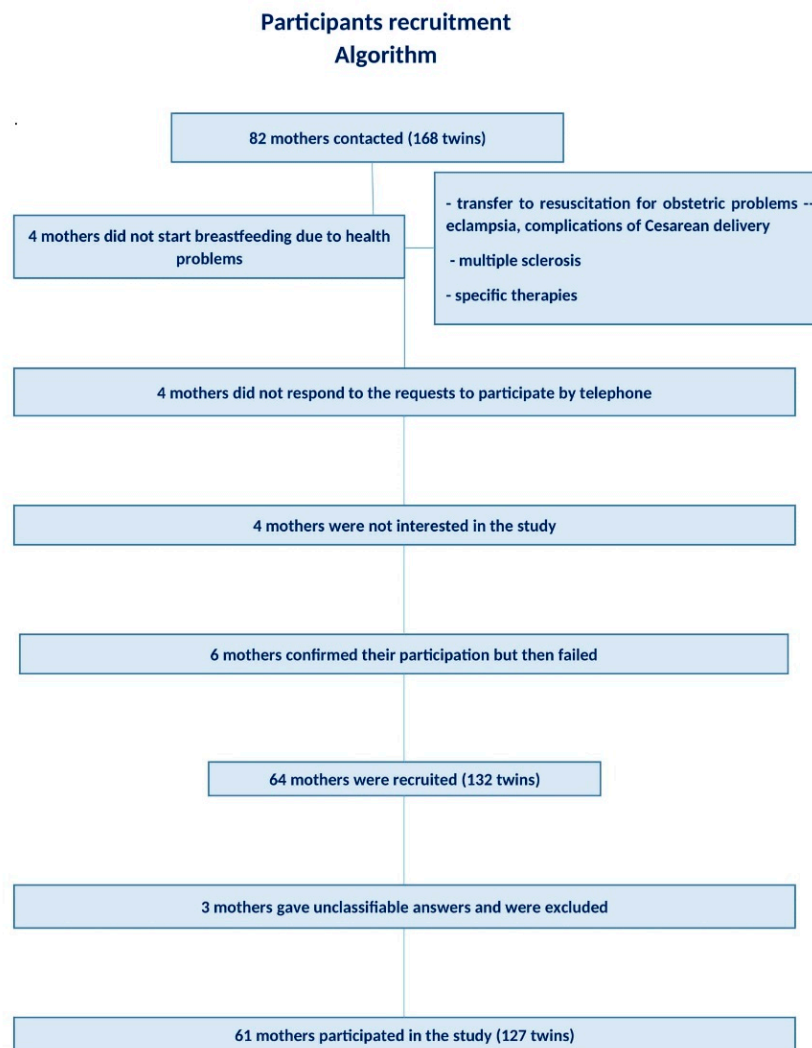 Participants recruitment
Algorithm
82 mothers contacted (168 twins)
- transfer to resuscitation for obstetric problems --
eclampsia, complications of Cesarean delivery
- multiple sclerosis
- specific therapies
4 mothers did not start breastfeeding due to health
problems
4 mothers did not respond to the requests to participate by telephone
4 mothers were not interested in the study
6 mothers confirmed their participation but then failed
64 mothers were recruited (132 twins)
3 mothers gave unclassifiable answers and were excluded
61 mothers participated in the study (127 twins)